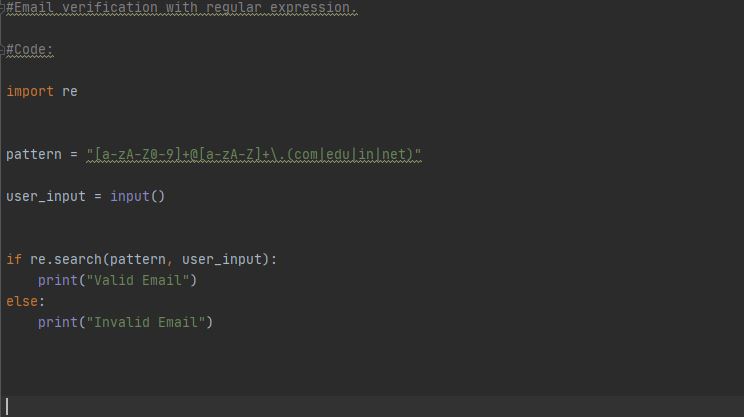 #Email verification with regular expression.
#Code:
import re
pattern = "[a-zA-Z0-9]+@[a-zA-Z]+\.(com|edu|in|net)"
user_input = input()
if re.search(pattern, user_input):
    print("Valid Email")
else:
    print("Invalid Email")